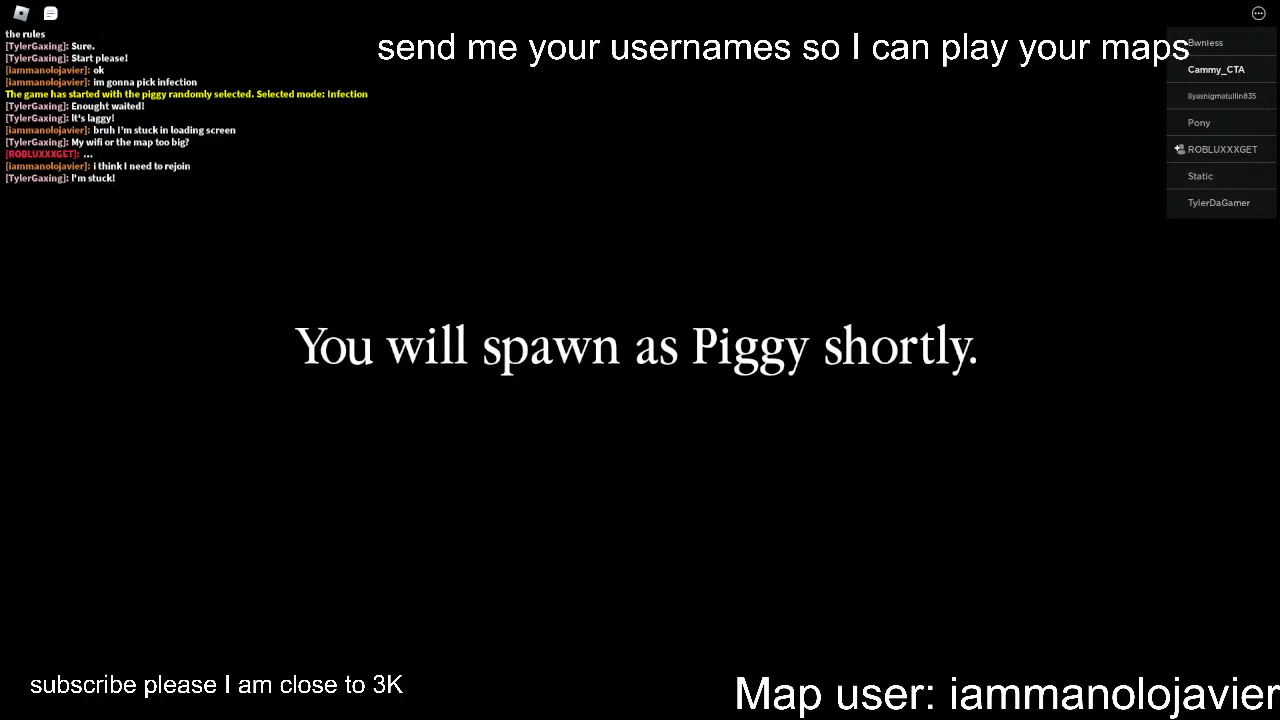 the rules
[TylerGaxing]: Sure.
[TylerGaxing]: Start please!
[iammanolojavier]: ok
[iammanolojavier]: im gonna pick infection
The game has started with the piggy randomly selected. Selected mode: Infection
[TylerGaxing]: Enought waited!
[TylerGaxing]: It's laggy!
[iammanolojavier]: bruh I'm stuck in loading screen
[TylerGaxing]: My wifi or the map too big?
[ROBLUXXXGET]: ...
[iammanolojavier]: i think I need to rejoin
[TylerGaxing]: I'm stuck!
send me your usernames so I can play your maps
Bwnless
Cammy_CTA
Ilyasnigmatullin835
Pony
ROBLUXXXGET
Static
TylerDaGamer
You will spawn as Piggy shortly.
subscribe please I am close to 3K
Map user: iammanolojavier